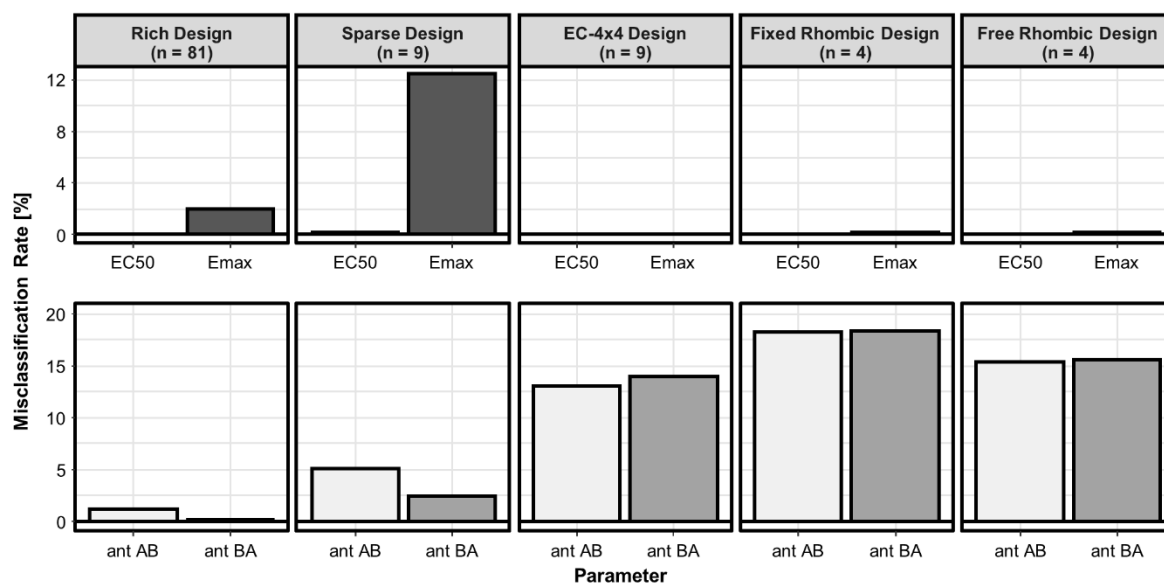 Rich Design
(n = 81)
Sparse Design
(n = 9)
EC-4x4 Design
(n = 9)
Fixed Rhombic Design
(n = 4)
Free Rhombic Design
(n = 4)
12
8
4
0
EC50 Emax
EC50 Emax
EC50 Emax
EC50 Emax
EC50 Emax
Misclassification Rate [%]
20
15
10
5
0
ant AB ant BA
ant AB ant BA
ant AB ant BA
ant AB ant BA
ant AB ant BA
Parameter